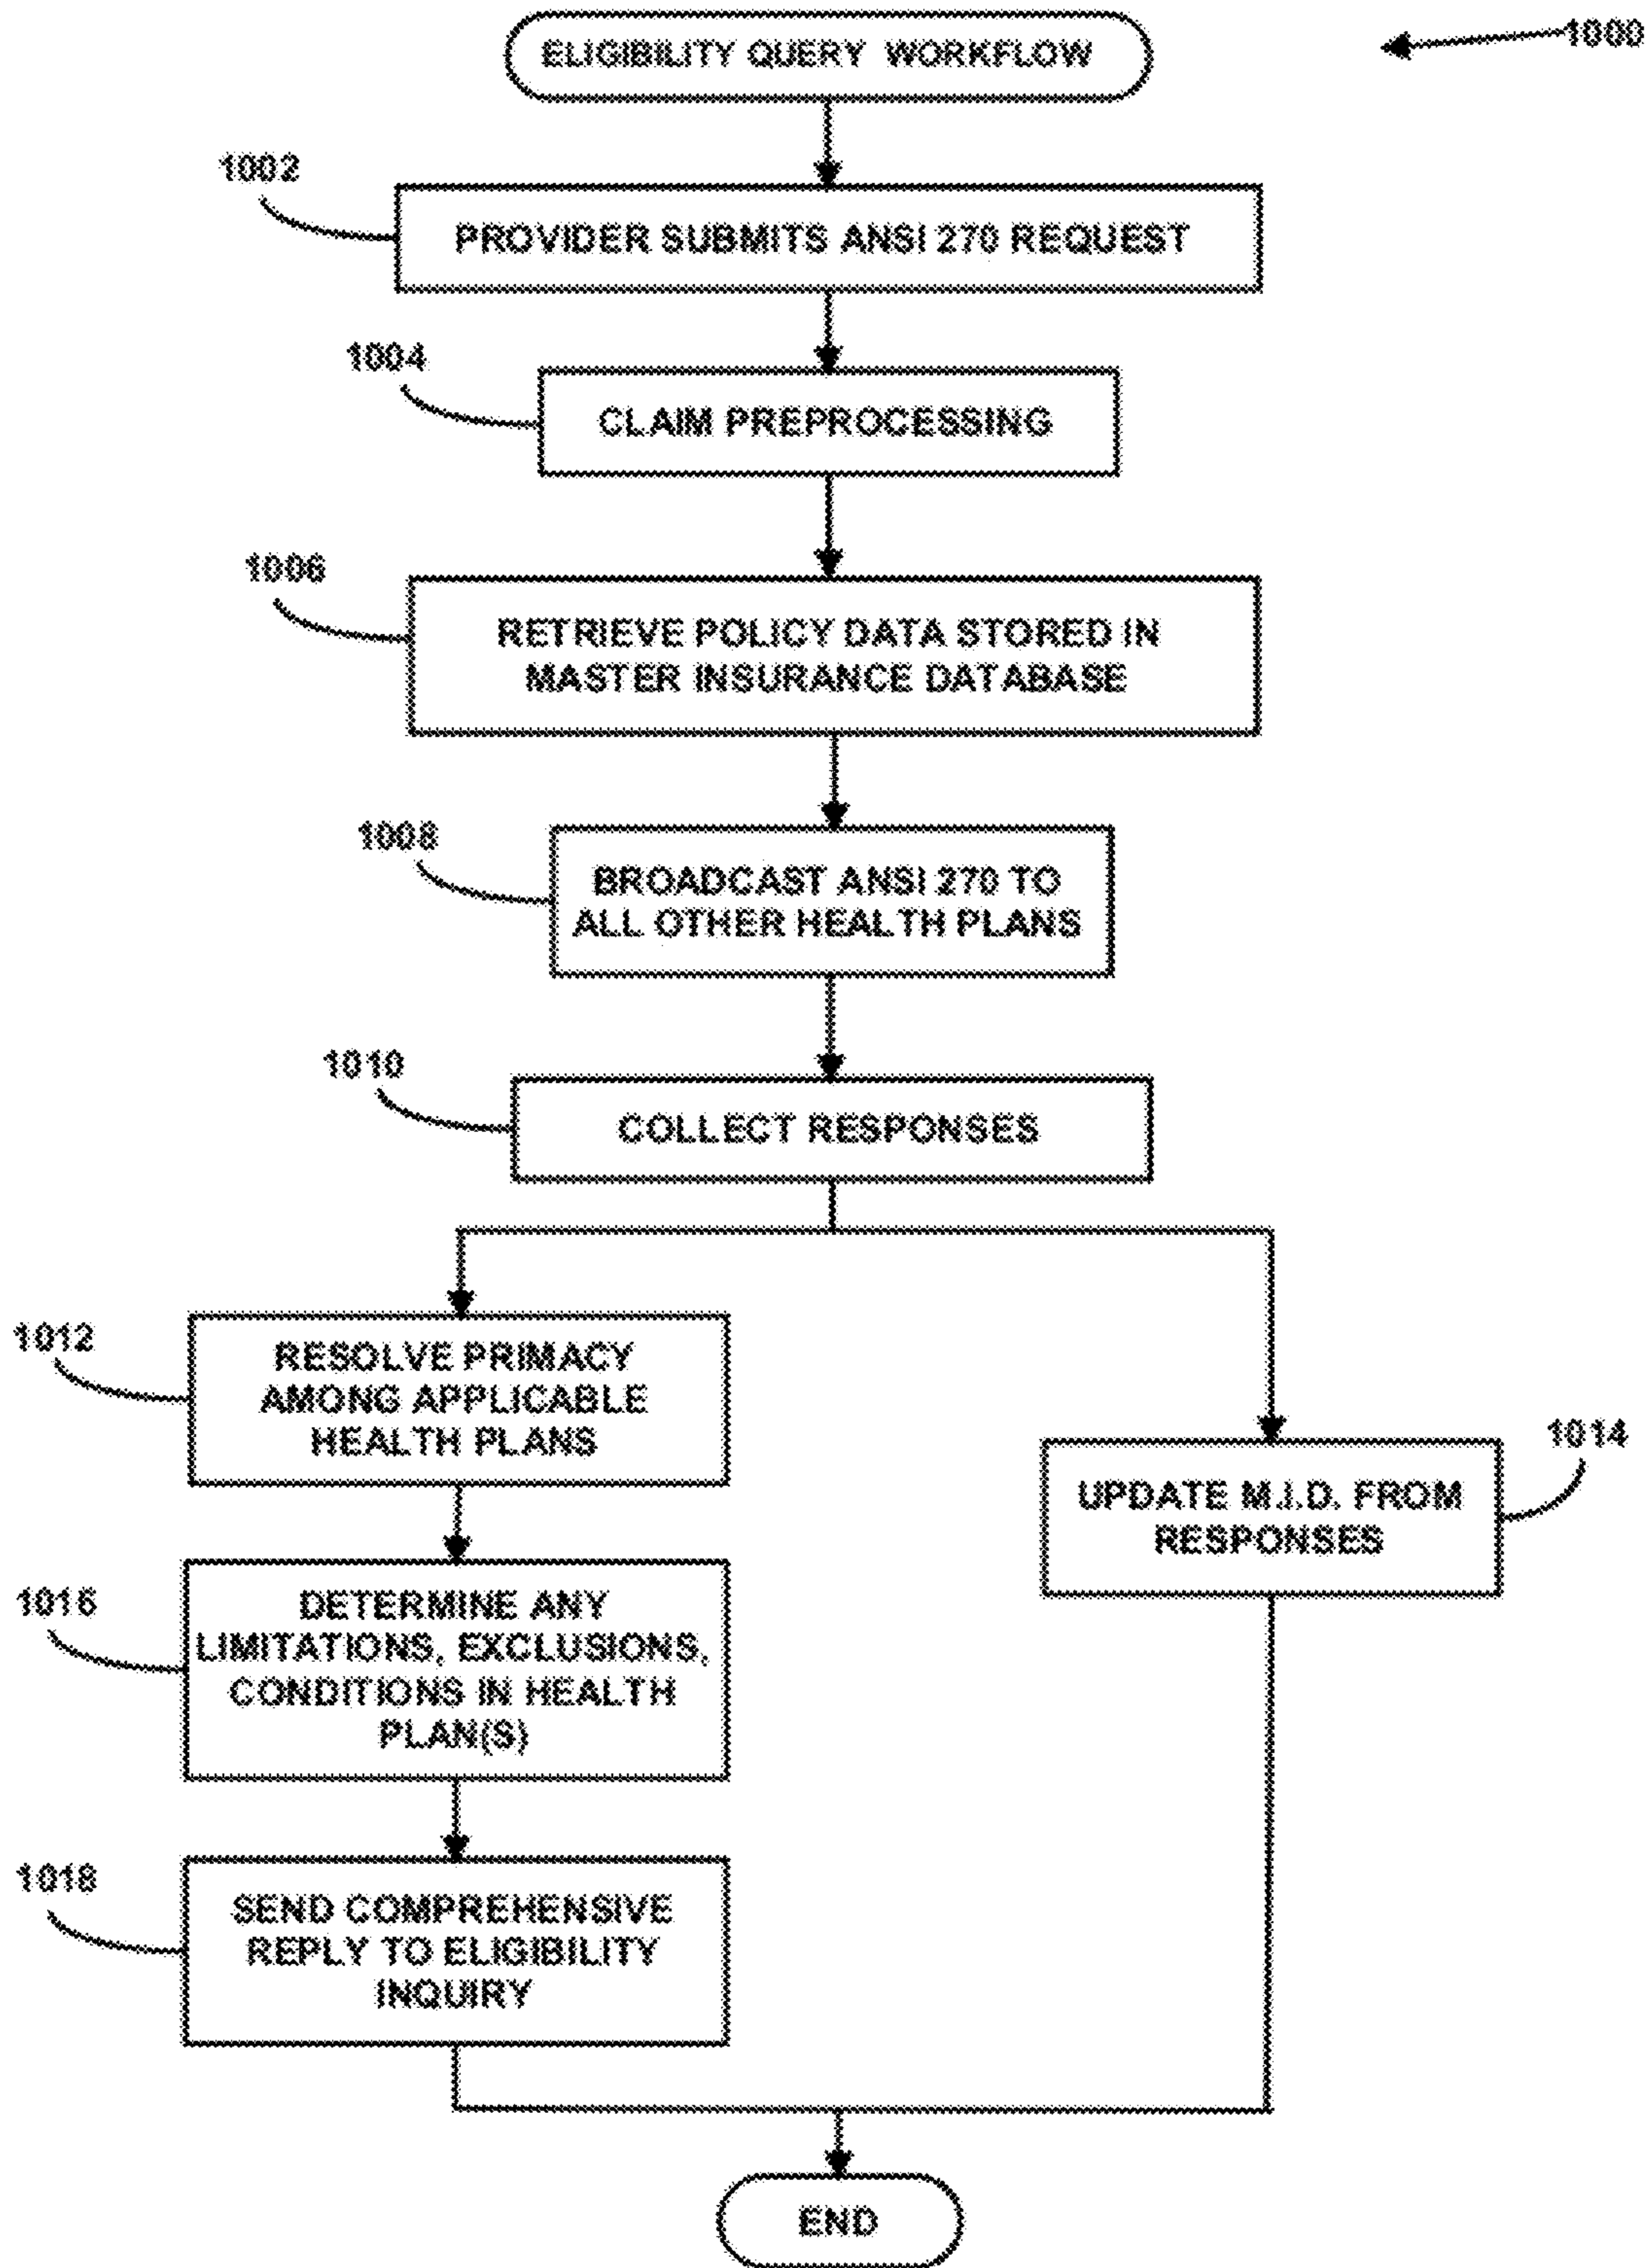 ELIGIBILITY QUERY WORKFLOW
1000
1002
PROVIDER SUBMITS ANSI 270 REQUEST
1004
CLAIM PREPROCESSING
1006
RETRIEVE POLICY DATA STORED IN
MASTER INSURANCE DATABASE
1008
BROADCAST ANSI 270 TO
ALL OTHER HEALTH PLANS
1010
COLLECT RESPONSES
1012
RESOLVE PRIMACY
AMONG APPLICABLE
HEALTH PLANS
1014
UPDATE M.I.D. FROM
RESPONSES
1016
DETERMINE ANY
LIMITATIONS, EXCLUSIONS,
CONDITIONS IN HEALTH
PLAN(S)
1018
SEND COMPREHENSIVE
REPLY TO ELIGIBILITY
INQUIRY
END